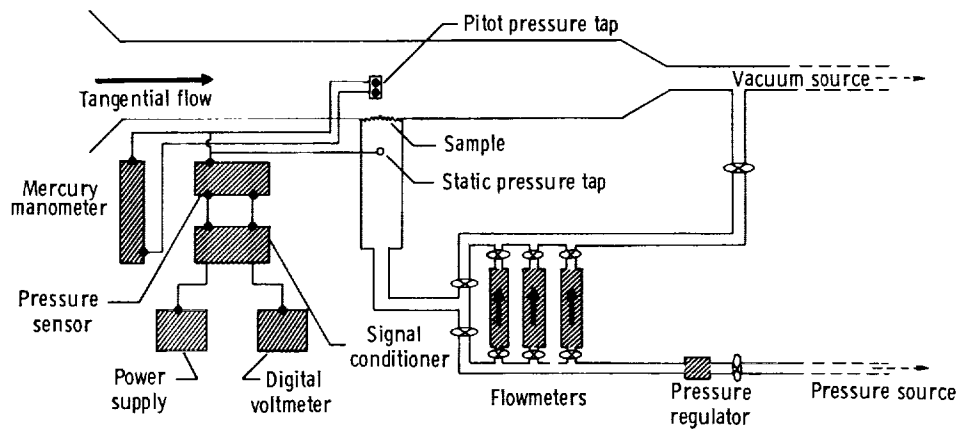 Pitot pressure tap
Vacuum source
Tangential flow
Sample
Static pressure tap
Mercury
manometer
Pressure
sensor
Signal
conditioner
Power
supply
Digital
voltmeter
Flowmeters
Pressure
regulator
Pressure source